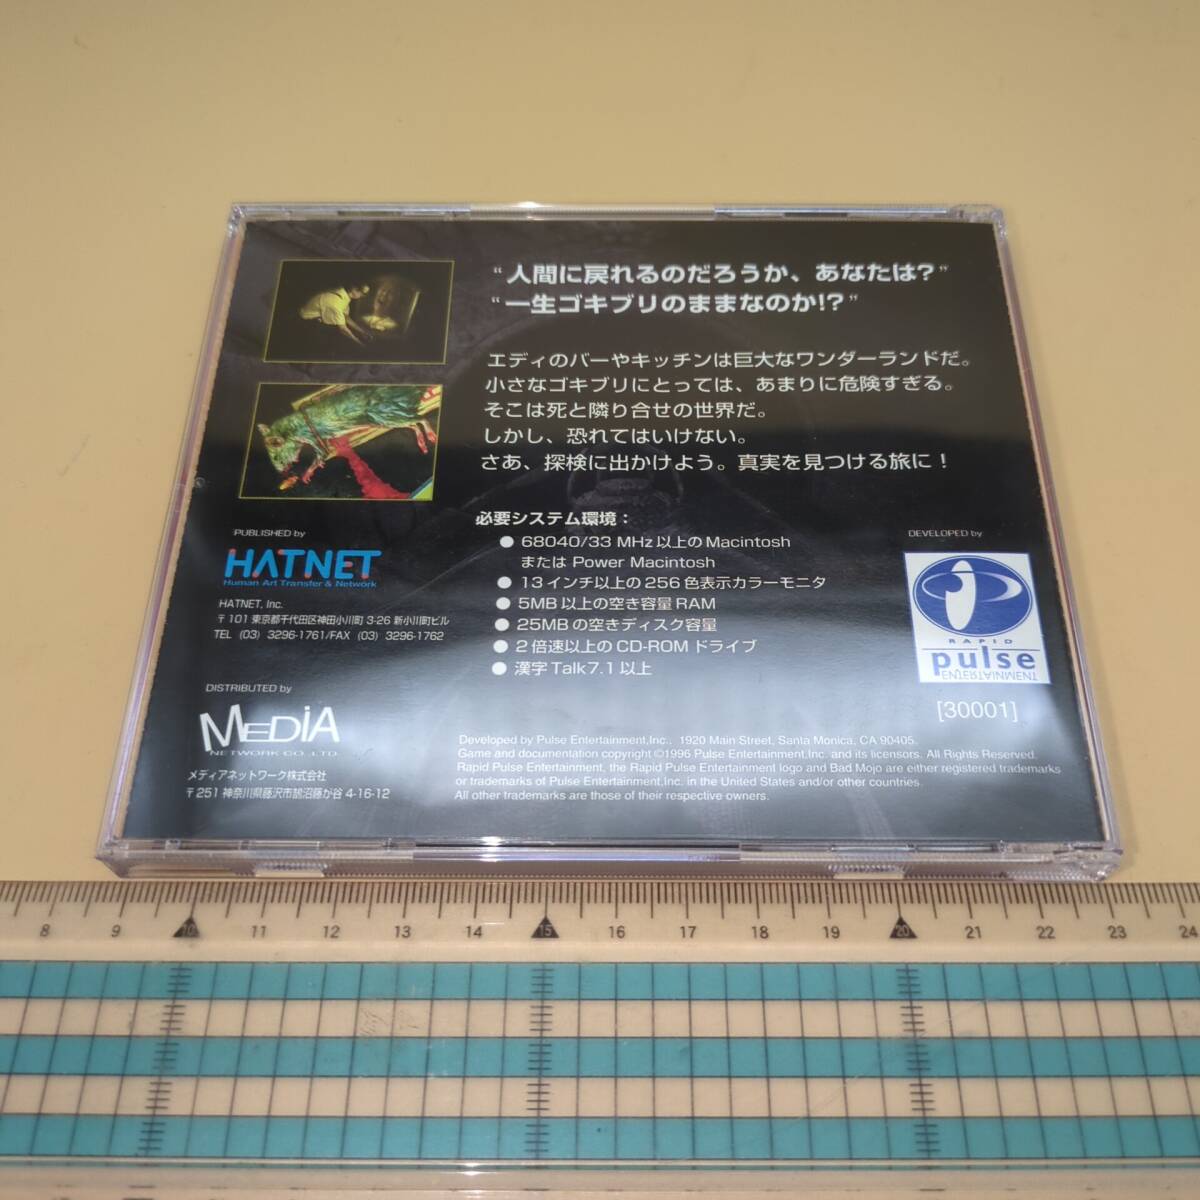 “人間に戻れるのだろうか、あなたは?”
“一生ゴキブリのままなのか!?”
エディのバーやキッチンは巨大なワンダーランドだ。
小さなゴキブリにとっては、あまりに危険すぎる。
そこは死と隣り合せの世界だ。
しかし、恐れてはいけない。
さあ、探検に出かけよう。真実を見つける旅に!
必要システム環境：
● 68040/33 MHz 以上の Macintosh
または Power Macintosh
● 13 インチ以上の 256 色表示カラーモニタ
● 5MB 以上の空き容量 RAM
● 25MB の空きディスク容量
● 2 倍速以上の CD-ROM ドライブ
● 漢字 Talk7.1 以上
PUBLISHED by
HATNET
Human Art Transfer & Network
HATNET, Inc.
〒101 東京都千代田区神田小川町 3-26 新小川町ビル
TEL (03) 3296-1761/FAX (03) 3296-1762
DISTRIBUTED by
MEDiA
NETWORK CO.,LTD.
メディアネットワーク株式会社
〒251 神奈川県藤沢市鵠沼藤が谷 4-16-12
DEVELOPED by
RAPID
pulse
ENTERTAINMENT
[30001]
Developed by Pulse Entertainment,Inc., 1920 Main Street, Santa Monica, CA 90405.
Game and documentation copyright ©1996 Pulse Entertainment,Inc. and its licensors. All Rights Reserved.
Rapid Pulse Entertainment, the Rapid Pulse Entertainment logo and Bad Mojo are either registered trademarks
or trademarks of Pulse Entertainment,Inc. in the United States and/or other countries.
All other trademarks are those of their respective owners.
8 9 10 11 12 13 14 15 16 17 18 19 20 21 22 23 24